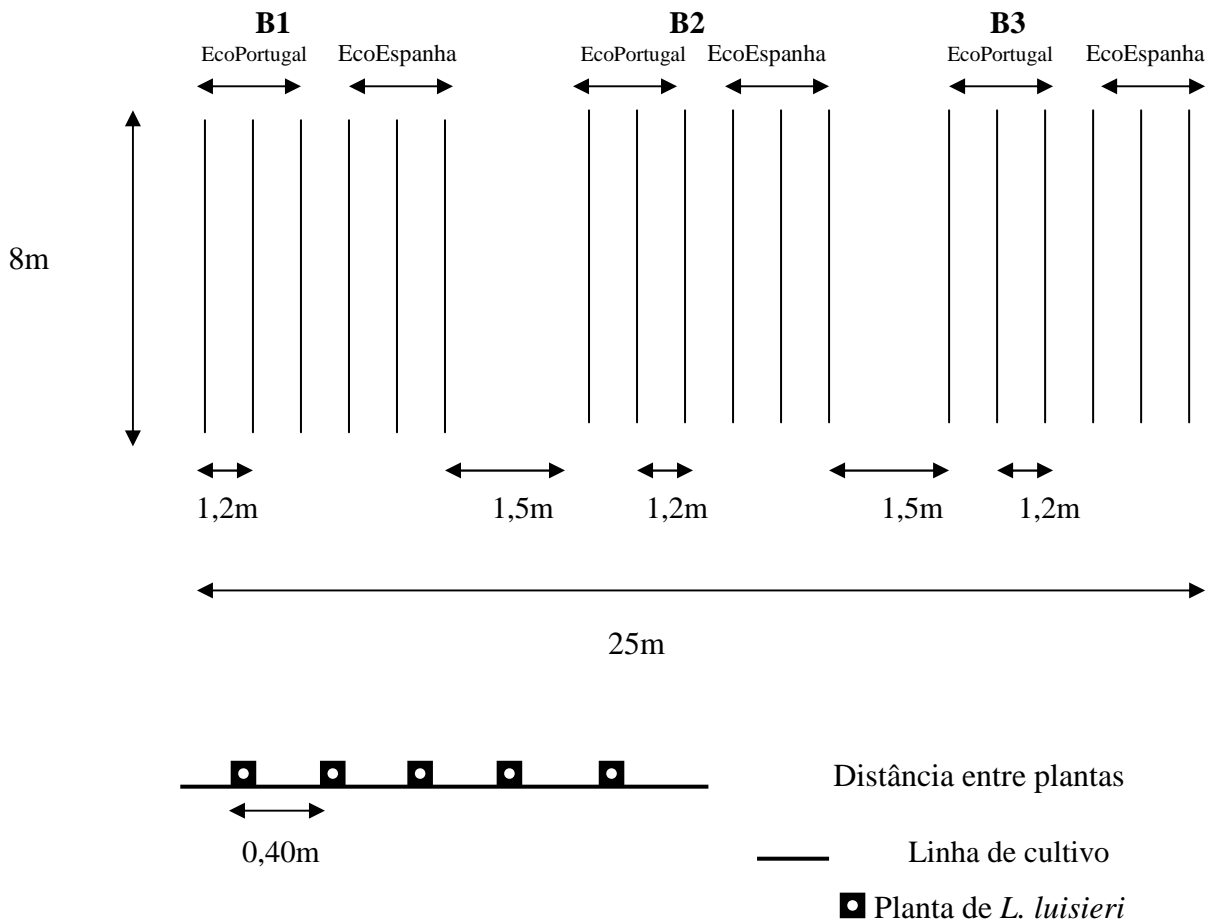 B1 B2 B3
EcoPortugal EcoEspanha EcoPortugal EcoEspanha EcoPortugal EcoEspanha
8m
1,2m 1,5m 1,2m 1,5m 1,2m
25m
Distância entre plantas
0,40m
Linha de cultivo
Planta de L. luisieri